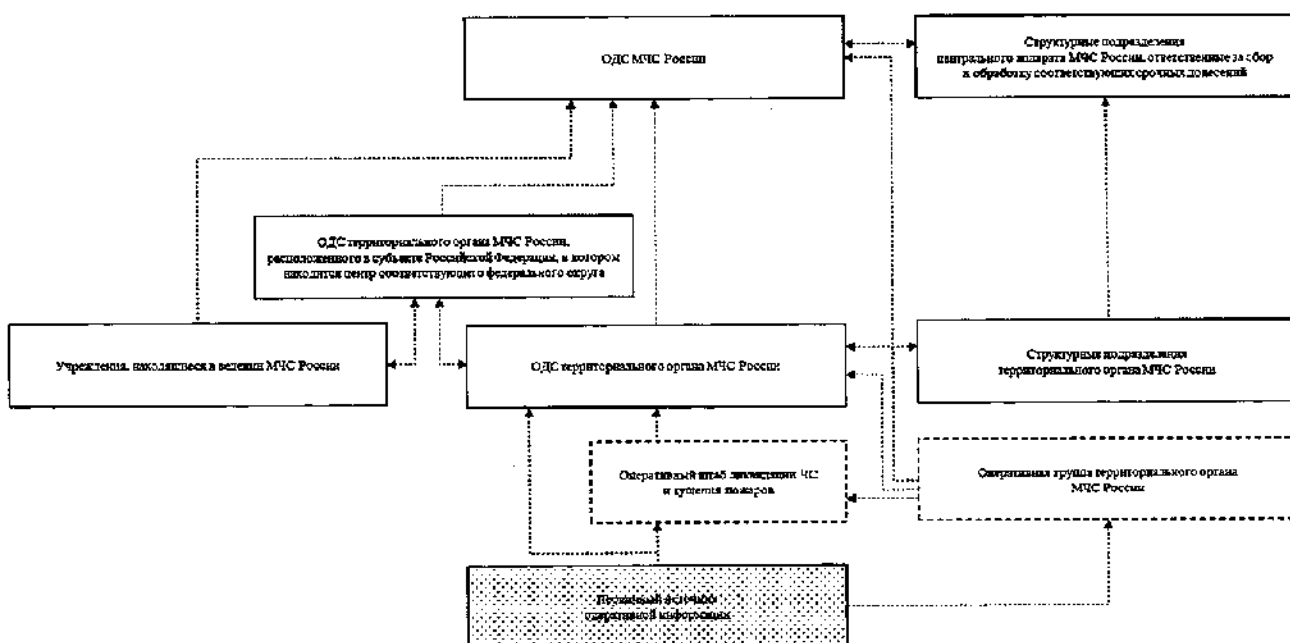 ОДС МЧС России
Структурные подразделения
центрального аппарата МЧС России, ответственные за сбор
и обработку соответствующих срочных донесений
ОДС территориального органа МЧС России,
расположенного в субъекте Российской Федерации, в котором
находится центр соответствующего федерального округа
Учреждения, находящиеся в ведении МЧС России
ОДС территориального органа МЧС России
Структурные подразделения
территориального органа МЧС России
Оперативный штаб ликвидации ЧС
и тушения пожаров
Оперативная группа территориального органа
МЧС России
Первичный источник
оперативной информации